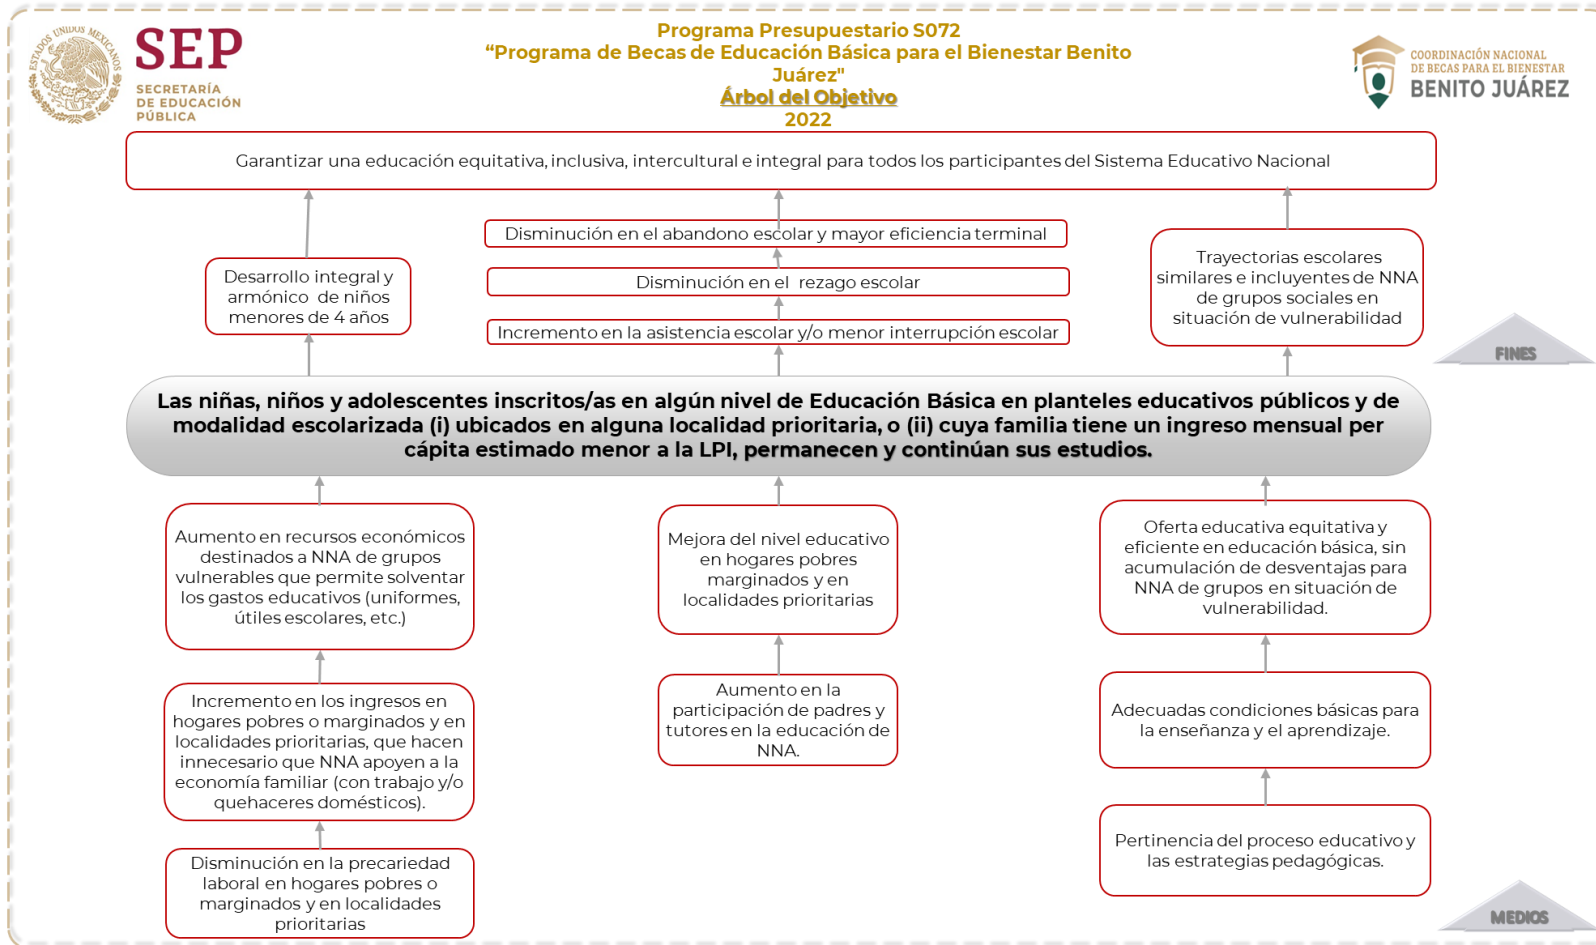 ESTADOS UNIDOS MEXICANOS
SEP
SECRETARÍA
DE EDUCACIÓN
PÚBLICA
Programa Presupuestario S072
“Programa de Becas de Educación Básica para el Bienestar Benito
Juárez"
Árbol del Objetivo
2022
COORDINACIÓN NACIONAL
DE BECAS PARA EL BIENESTAR
BENITO JUÁREZ
Garantizar una educación equitativa, inclusiva, intercultural e integral para todos los participantes del Sistema Educativo Nacional
Desarrollo integral y
armónico de niños
menores de 4 años
Disminución en el abandono escolar y mayor eficiencia terminal
Disminución en el rezago escolar
Incremento en la asistencia escolar y/o menor interrupción escolar
Trayectorias escolares
similares e incluyentes de NNA
de grupos sociales en
situación de vulnerabilidad
FINES
Las niñas, niños y adolescentes inscritos/as en algún nivel de Educación Básica en planteles educativos públicos y de
modalidad escolarizada (i) ubicados en alguna localidad prioritaria, o (ii) cuya familia tiene un ingreso mensual per
cápita estimado menor a la LPI, permanecen y continúan sus estudios.
Aumento en recursos económicos
destinados a NNA de grupos
vulnerables que permite solventar
los gastos educativos (uniformes,
útiles escolares, etc.)
Incremento en los ingresos en
hogares pobres o marginados y en
localidades prioritarias, que hacen
innecesario que NNA apoyen a la
economía familiar (con trabajo y/o
quehaceres domésticos).
Disminución en la precariedad
laboral en hogares pobres o
marginados y en localidades
prioritarias
Mejora del nivel educativo
en hogares pobres
marginados y en
localidades prioritarias
Aumento en la
participación de padres y
tutores en la educación de
NNA.
Oferta educativa equitativa y
eficiente en educación básica, sin
acumulación de desventajas para
NNA de grupos en situación de
vulnerabilidad.
Adecuadas condiciones básicas para
la enseñanza y el aprendizaje.
Pertinencia del proceso educativo y
las estrategias pedagógicas.
MEDIOS